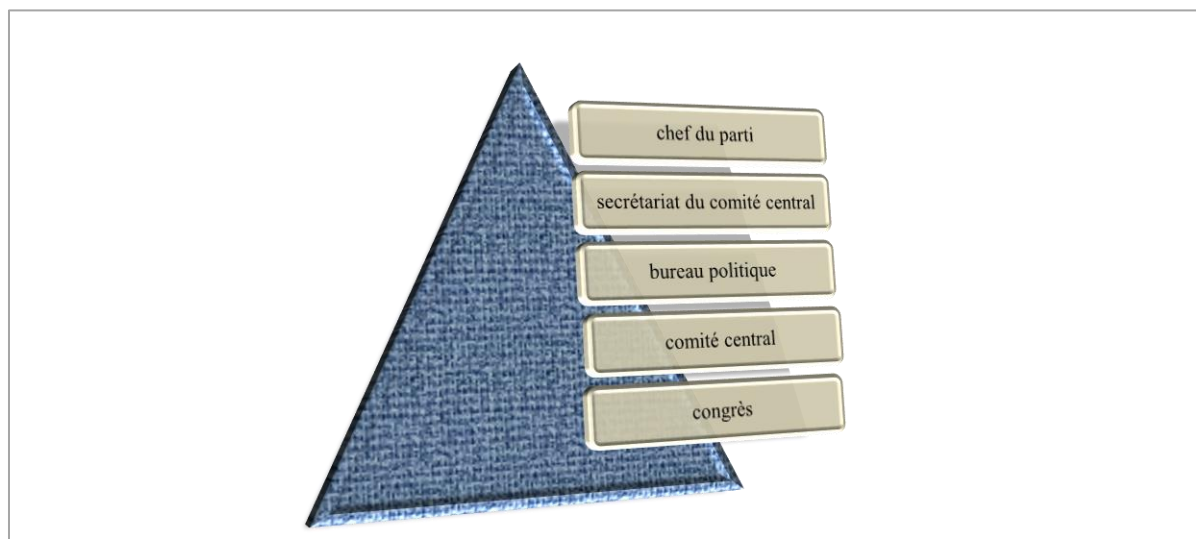 chef du parti
secrétariat du comité central
bureau politique
comité central
congrès